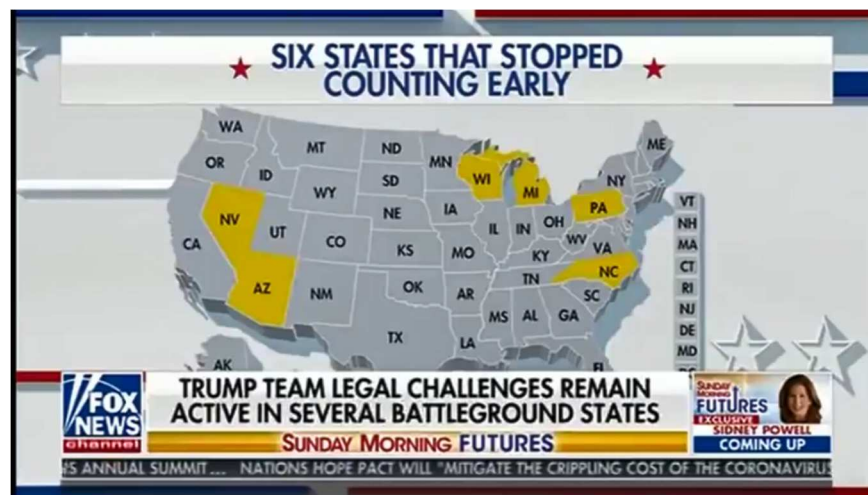 SIX STATES THAT STOPPED
COUNTING EARLY
WA
MT
ND
MN
ME
OR
ID
WY
SD
WI
MI
NY
NV
UT
CO
NE
IA
IL
IN
OH
PA
WV
VA
CA
KS
MO
KY
NC
TN
AZ
NM
OK
AR
SC
MS
AL
GA
TX
LA
AK
VT
NH
MA
CT
RI
NJ
DE
MD
FOX
NEWS
channel
TRUMP TEAM LEGAL CHALLENGES REMAIN
ACTIVE IN SEVERAL BATTLEGROUND STATES
SUNDAY MORNING FUTURES
SUNDAY
MORNING
FUTURES
EXCLUSIVE
SIDNEY POWELL
COMING UP
ANNUAL SUMMIT... NATIONS HOPE PACT WILL "MITIGATE THE CRIPPLING COST OF THE CORONAVIRUS